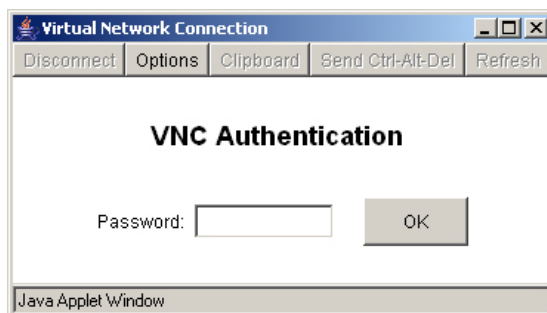 Virtual Network Connection
Disconnect Options Clipboard Send Ctrl-Alt-Del Refresh
VNC Authentication
Password: OK
Java Applet Window